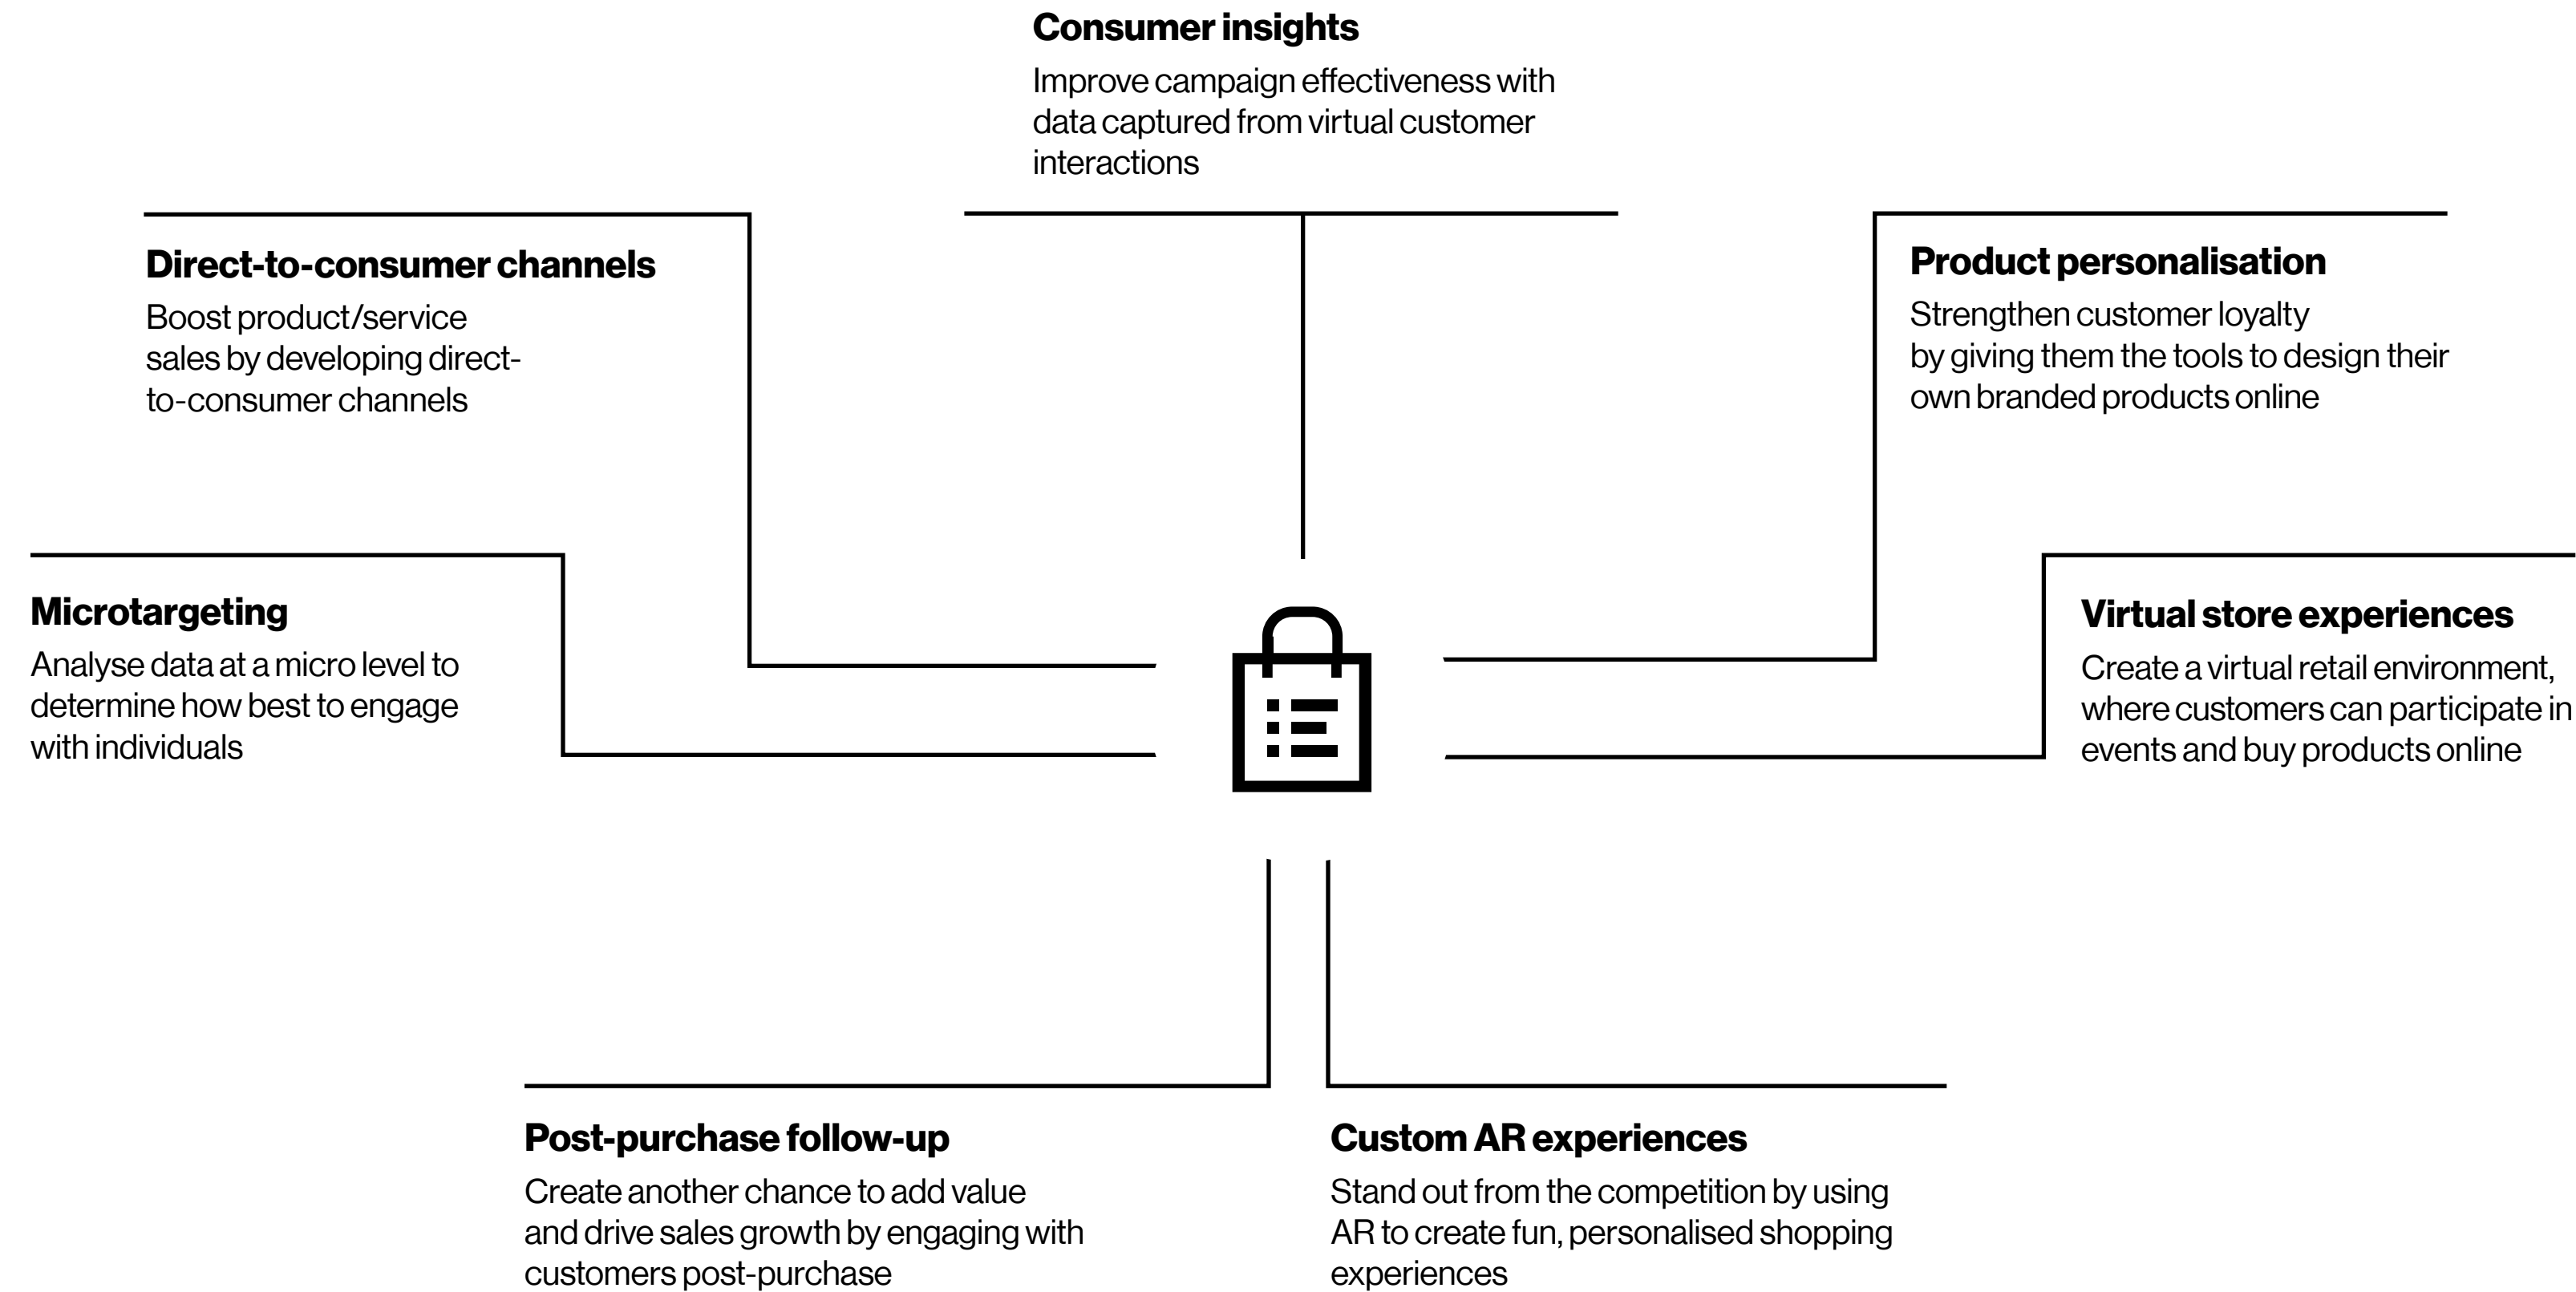 Consumer insights
Improve campaign effectiveness with
data captured from virtual customer
interactions
Direct-to-consumer channels
Boost product/service
sales by developing direct-
to-consumer channels
Product personalisation
Strengthen customer loyalty
by giving them the tools to design their
own branded products online
Microtargeting
Analyse data at a micro level to
determine how best to engage
with individuals
Virtual store experiences
Create a virtual retail environment,
where customers can participate in
events and buy products online
Post-purchase follow-up
Create another chance to add value
and drive sales growth by engaging with
customers post-purchase
Custom AR experiences
Stand out from the competition by using
AR to create fun, personalised shopping
experiences